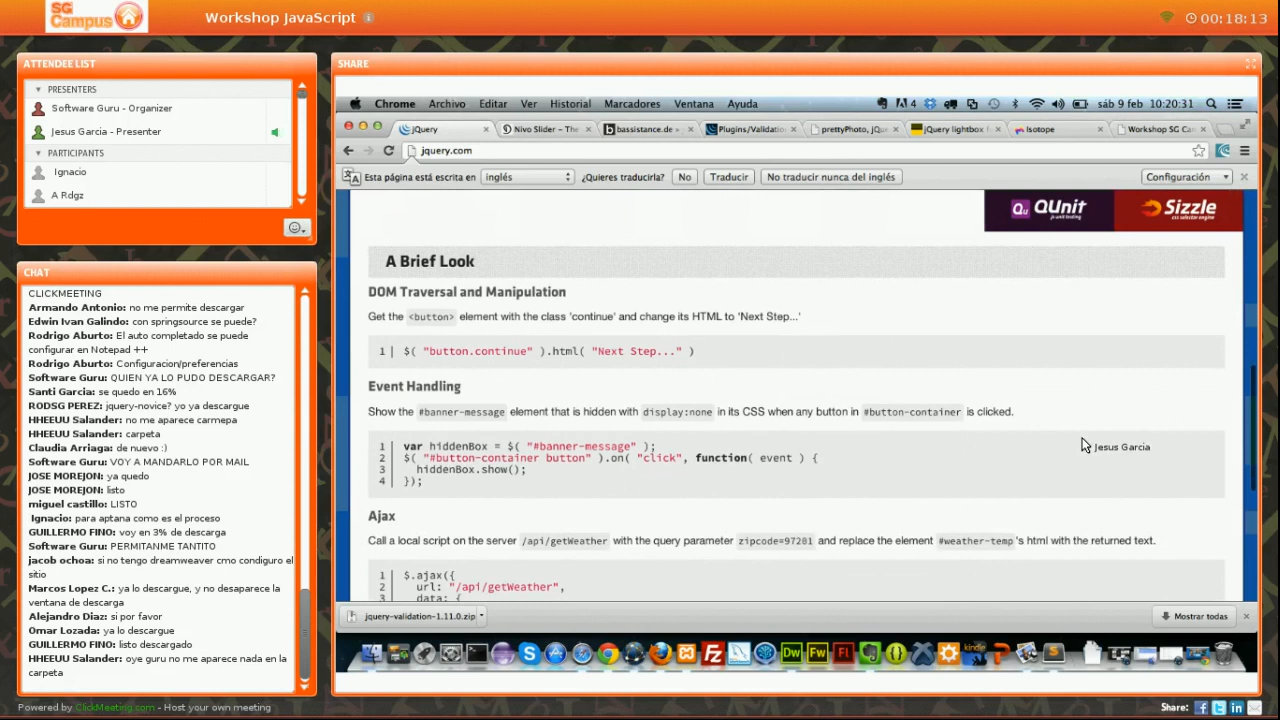 SG Campus
Workshop JavaScript
00:18:13
ATTENDEE LIST
PRESENTERS
Software Guru - Organizer
Jesus Garcia - Presenter
PARTICIPANTS
Ignacio
A Rdgz
CHAT
CLICKMEETING
Armando Antonio: no me permite descargar
Edwin Ivan Galindo: con springsource se puede?
Rodrigo Aburto: El auto completado se puede
configurar en Notepad ++
Rodrigo Aburto: Configuracion/preferencias
Software Guru: QUIEN YA LO PUDO DESCARGAR?
Santi Garcia: se quedo en 16%
RODSG PEREZ: jquery-novice? yo ya descargue
HHEEUU Salander: no me aparece carmepa
HHEEUU Salander: carpeta
Claudia Arriaga: de nuevo :)
Software Guru: VOY A MANDARLO POR MAIL
JOSE MOREJON: ya quedo
JOSE MOREJON: listo
miguel castillo: LISTO
Ignacio: para aptana como es el proceso
GUILLERMO FINO: voy en 3% de descarga
Software Guru: PERMITANME TANTITO
jacob ochoa: si no tengo dreamweaver cmo condiguro el
sitio
Marcos Lopez C.: ya lo descargue, y no desaparece la
ventana de descarga
Alejandro Diaz: si por favor
Omar Lozada: ya lo descargue
GUILLERMO FINO: listo descargado
HHEEUU Salander: oye guru no me aparece nada en la
carpeta
Powered by ClickMeeting.com - Host your own meeting
SHARE
Chrome Archivo Editar Ver Historial Marcadores Ventana Ayuda
4
sáb 9 feb 10:20:31
jQuery
Nivo Slider – The
bassistance.de »
Plugins/Validatio
prettyPhoto, jQue
jQuery lightbox
Isotope
Workshop SG Can
jquery.com
Esta página está escrita en inglés ¿Quieres traducirla? No Traducir No traducir nunca del inglés Configuración
QUnit
js unit testing
Sizzle
css selector engine
A Brief Look
DOM Traversal and Manipulation
Get the <button> element with the class 'continue' and change its HTML to 'Next Step...'
1 $( "button.continue" ).html( "Next Step..." )
Event Handling
Show the #banner-message element that is hidden with display:none in its CSS when any button in #button-container is clicked.
1 var hiddenBox = $( "#banner-message" );
2 $( "#button-container button" ).on( "click", function( event ) {
3 hiddenBox.show();
4 });
Jesus Garcia
Ajax
Call a local script on the server /api/getWeather with the query parameter zipcode=97201 and replace the element #weather-temp's html with the returned text.
1 $.ajax({
2 url: "/api/getWeather",
3 data: {
jquery-validation-1.11.0.zip
Mostrar todas
Dw Fw Fl
kindle
Share: